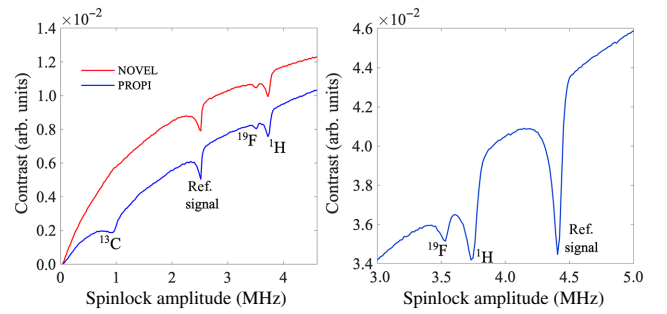 ×10⁻²
1.4
1.2
1.0
0.8
0.6
0.4
0.2
0.0
Contrast (arb. units)
NOVEL
PROPI
¹³C
Ref.
signal
¹⁹F
¹H
0
1
2
3
4
Spinlock amplitude (MHz)
×10⁻²
4.6
4.4
4.2
4.0
3.8
3.6
3.4
Contrast (arb. units)
¹⁹F
¹H
Ref.
signal
3.0
3.5
4.0
4.5
5.0
Spinlock amplitude (MHz)